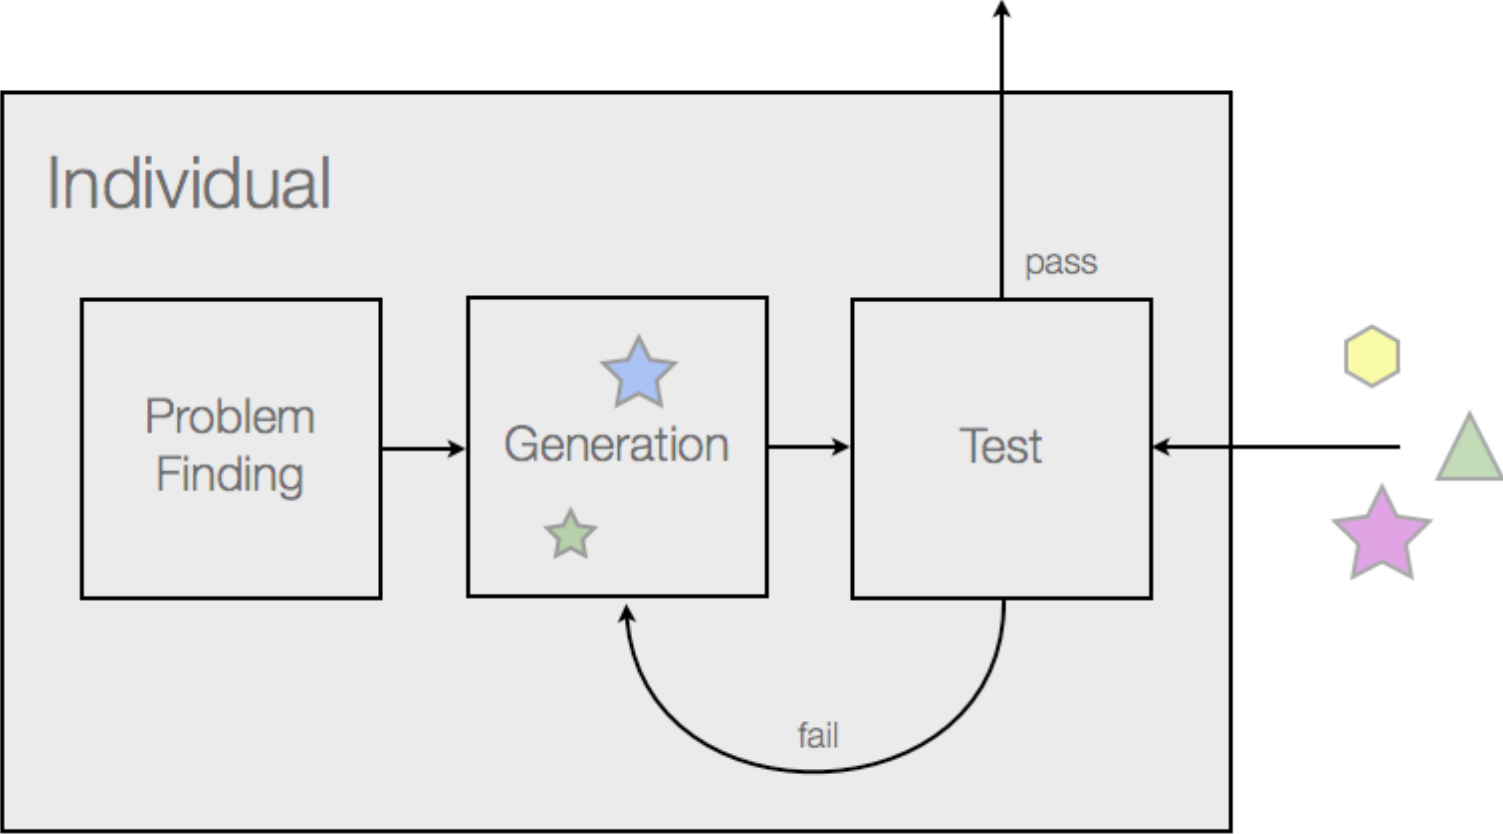 Individual
pass
Problem
Finding
Generation
Test
fail